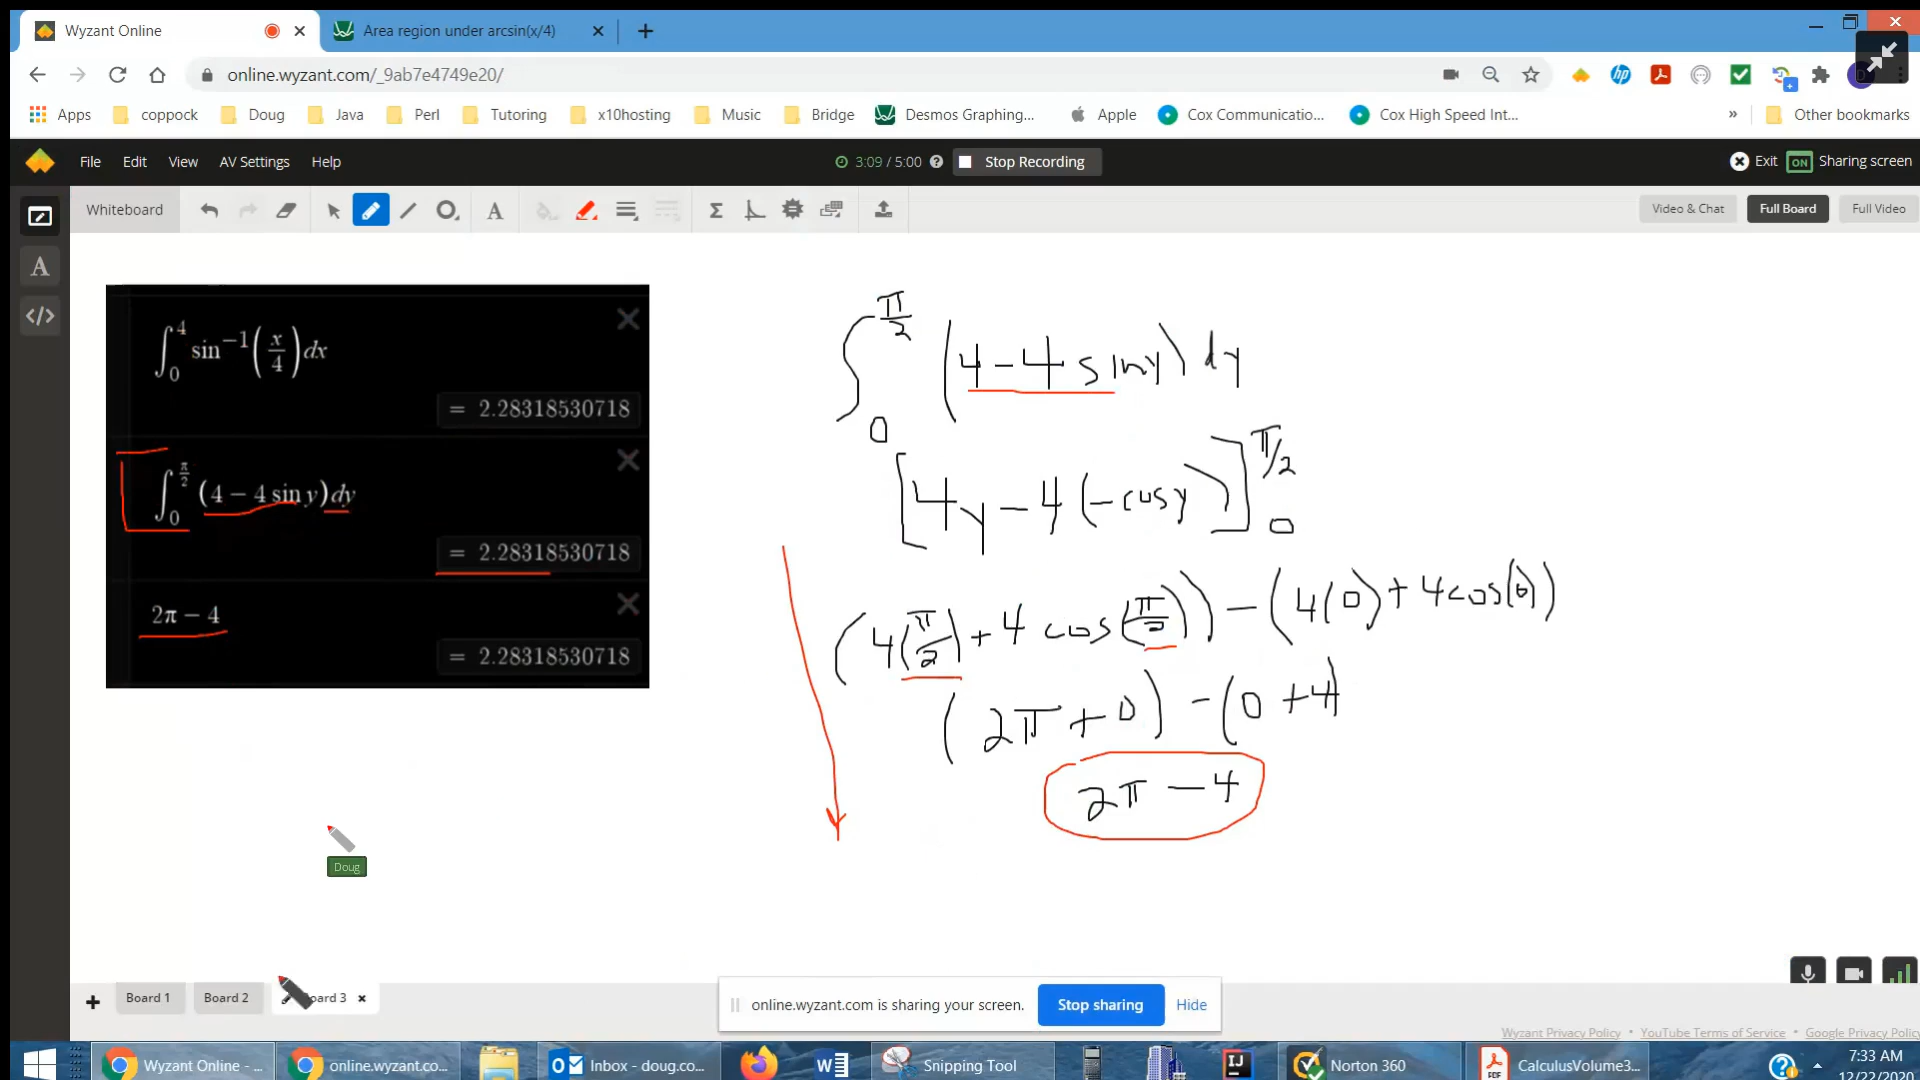 Wyzant Online
Area region under arcsin(x/4)
online.wyzant.com/_9ab7e4749e20/
Apps
coppock
Doug
Java
Perl
Tutoring
x10hosting
Music
Bridge
Desmos Graphing...
Apple
Cox Communicatio...
Cox High Speed Int...
»
Other bookmarks
File Edit View AV Settings Help
3:09 / 5:00
Stop Recording
Exit
ON
Sharing screen
Whiteboard
A
Σ
Video & Chat
Full Board
Full Video
A
</>
∫₀⁴ sin⁻¹(x/4) dx
= 2.28318530718
∫₀^(π/2) (4 − 4 sin y) dy
= 2.28318530718
2π − 4
= 2.28318530718
∫₀^(π/2) (4 − 4 sin y) dy
[4y − 4(−cos y)]₀^(π/2)
(4(π/2) + 4 cos(π/2)) − (4(0) + 4cos(0))
(2π + 0) − (0 + 4)
2π − 4
Doug
Board 1
Board 2
oard 3
online.wyzant.com is sharing your screen.
Stop sharing
Hide
Wyzant Privacy Policy • YouTube Terms of Service • Google Privacy Policy
Wyzant Online - ...
online.wyzant.co...
Inbox - doug.co...
Snipping Tool
Norton 360
CalculusVolume3...
7:33 AM
12/22/2020